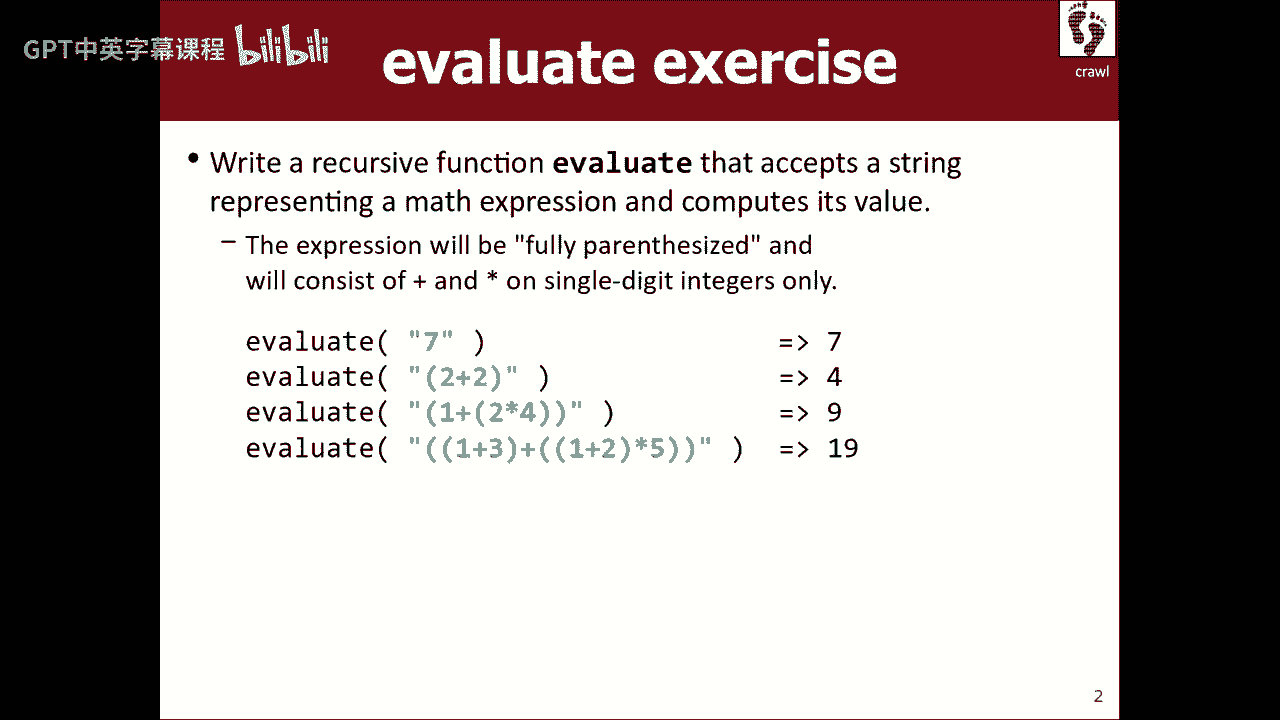 GPT中英字幕课程 bilibili
evaluate exercise
crawl
• Write a recursive function evaluate that accepts a string
representing a math expression and computes its value.
– The expression will be "fully parenthesized" and
will consist of + and * on single-digit integers only.
evaluate( "7" ) => 7
evaluate( "(2+2)" ) => 4
evaluate( "(1+(2*4))" ) => 9
evaluate( "((1+3)+((1+2)*5))" ) => 19
2